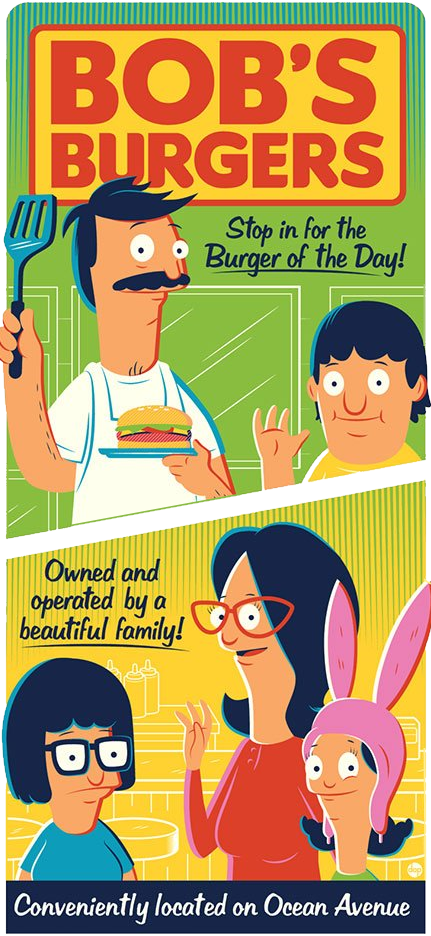 BOB'S
BURGERS
Stop in for the
Burger of the Day!
Owned and
operated by a
beautiful family!
Conveniently located on Ocean Avenue